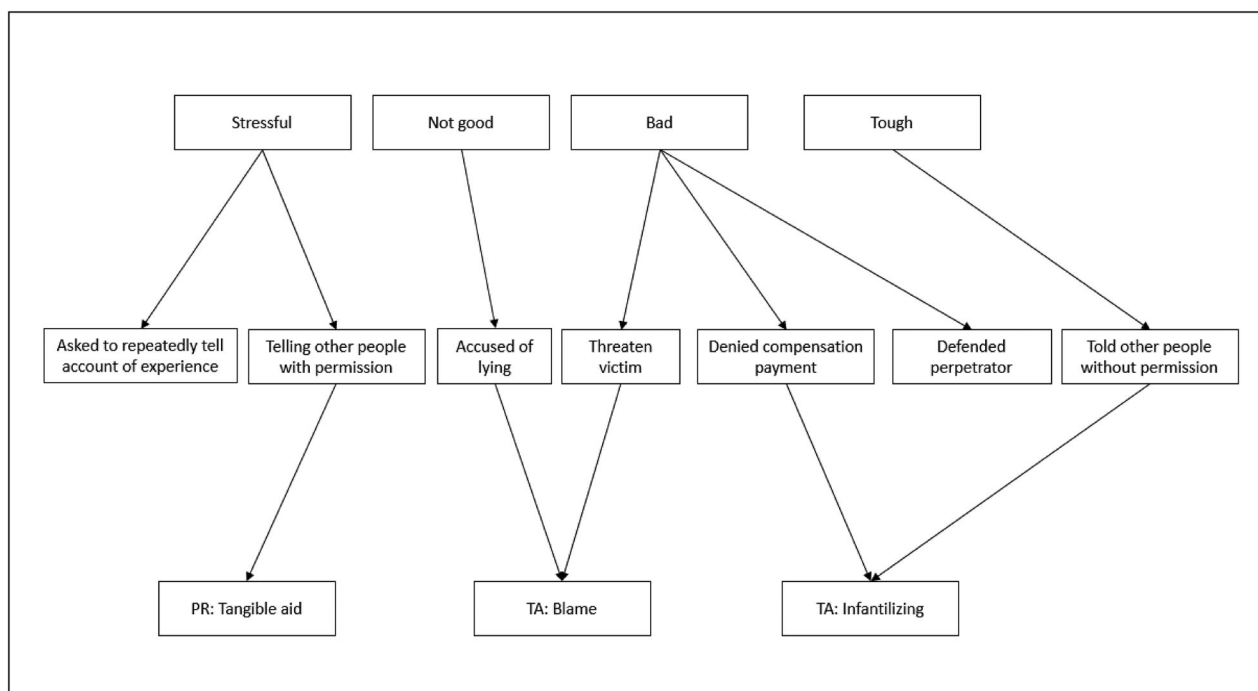 Stressful
Not good
Bad
Tough
Asked to repeatedly tell
account of experience
Telling other people
with permission
Accused of
lying
Threaten
victim
Denied compensation
payment
Defended
perpetrator
Told other people
without permission
PR: Tangible aid
TA: Blame
TA: Infantilizing